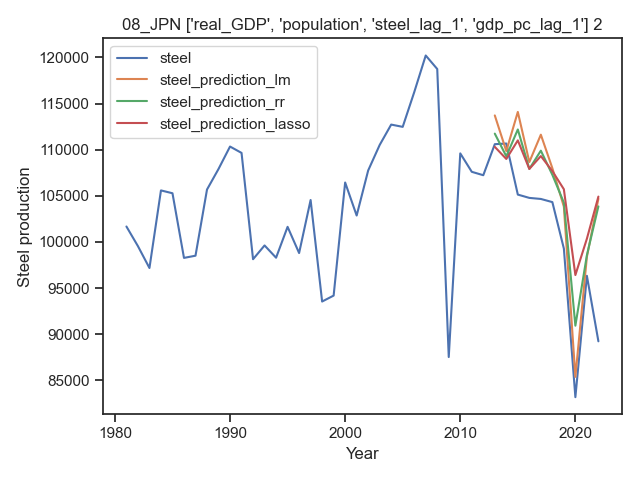 08_JPN ['real_GDP', 'population', 'steel_lag_1', 'gdp_pc_lag_1'] 2
steel
steel_prediction_lm
steel_prediction_rr
steel_prediction_lasso
120000
115000
110000
105000
100000
95000
90000
85000
Steel production
1980
1990
2000
2010
2020
Year